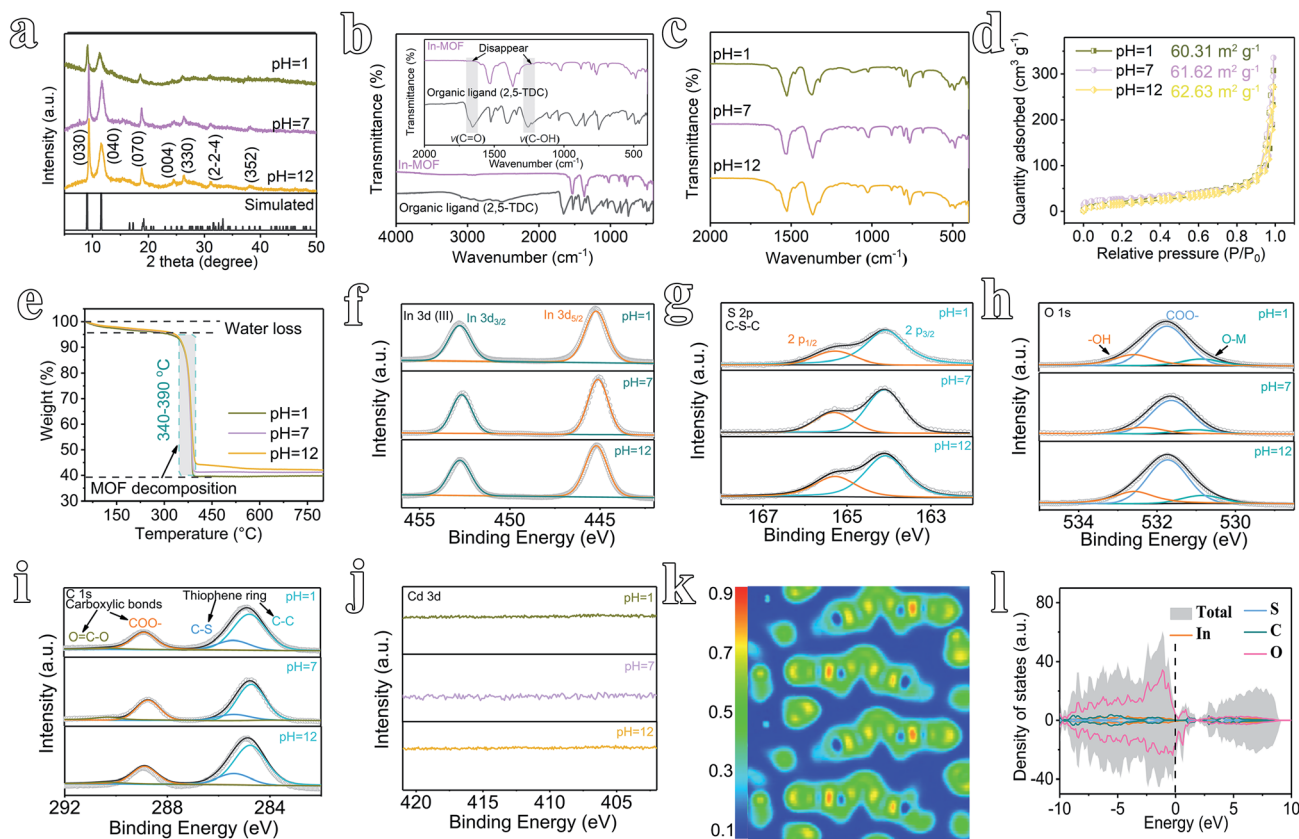 a
Intensity (a.u.)
pH=1
pH=7
(030)
(040)
(070)
(004)
(330)
(2-2-4)
(352)
pH=12
Simulated
10 20 30 40 50
2 theta (degree)
b
Transmittance (%)
In-MOF
Disappear
Transmittance (%)
Organic ligand (2,5-TDC)
ν(C=O)
ν(C-OH)
2000 1500 1000 500
Wavenumber (cm-1)
In-MOF
Organic ligand (2,5-TDC)
4000 3000 2000 1000
Wavenumber (cm-1)
c
Transmittance (%)
pH=1
pH=7
pH=12
2000 1500 1000 500
Wavenumber (cm-1)
d
Quantity adsorbed (cm3 g-1)
350
300
250
200
150
100
50
0
pH=1 60.31 m2 g-1
pH=7 61.62 m2 g-1
pH=12 62.63 m2 g-1
0.0 0.2 0.4 0.6 0.8 1.0
Relative pressure (P/P0)
e
Weight (%)
100
90
80
70
60
50
40
30
Water loss
340-390 °C
pH=1
pH=7
pH=12
MOF decomposition
150 300 450 600 750
Temperature (°C)
f
Intensity (a.u.)
In 3d (III)
In 3d3/2
In 3d5/2
pH=1
pH=7
pH=12
455 450 445
Binding Energy (eV)
g
Intensity (a.u.)
S 2p
C-S-C
2 p1/2
2 p3/2
pH=1
pH=7
pH=12
167 165 163
Binding Energy (eV)
h
Intensity (a.u.)
O 1s
COO-
pH=1
-OH
O-M
pH=7
pH=12
534 532 530
Binding Energy (eV)
i
Intensity (a.u.)
C 1s
Carboxylic bonds
Thiophene ring
pH=1
O=C-O
COO-
C-S
C-C
pH=7
pH=12
292 288 284
Binding Energy (eV)
j
Intensity (a.u.)
Cd 3d
pH=1
pH=7
pH=12
420 415 410 405
Binding Energy (eV)
k
0.9
0.7
0.5
0.3
0.1
l
Density of states (a.u.)
80
40
0
-40
Total
In
S
C
O
-10 -5 0 5 10
Energy (eV)